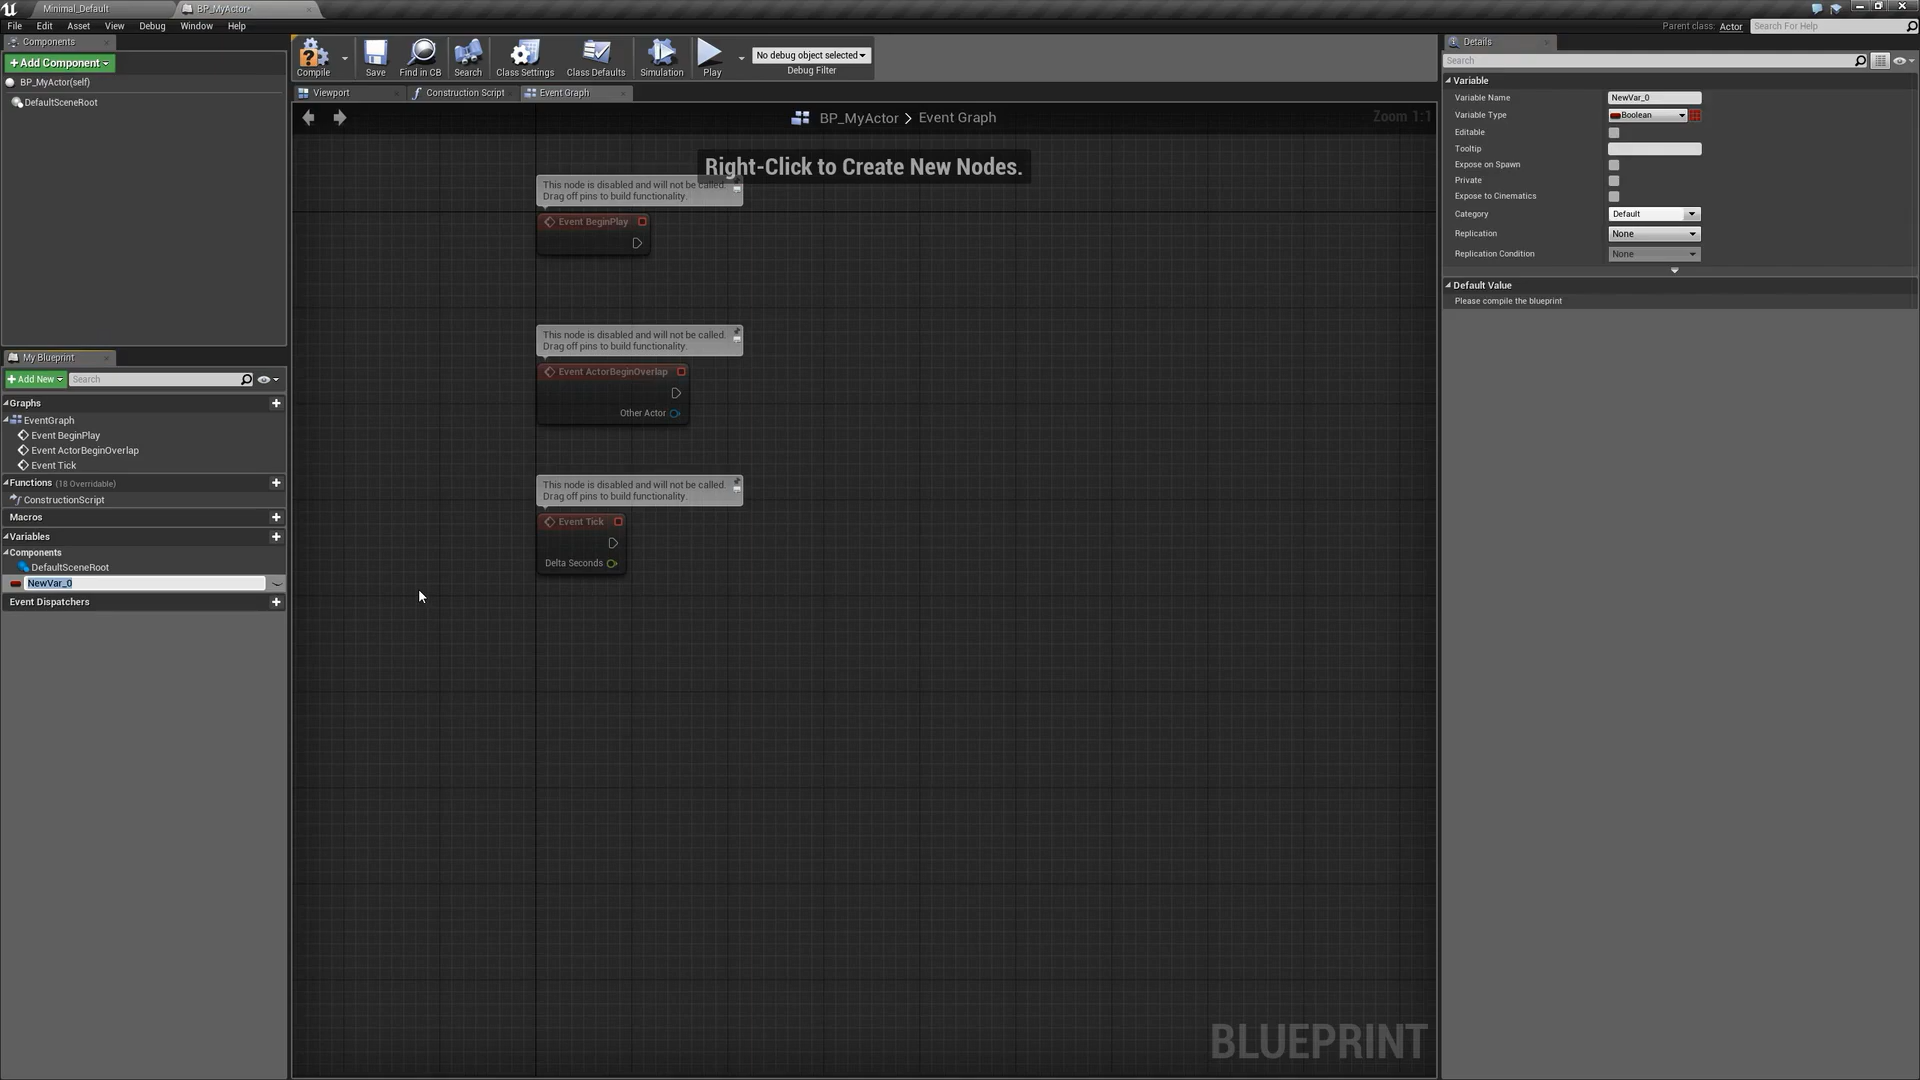 Minimal_Default
BP_MyActor*
File Edit Asset View Debug Window Help
Parent class: Actor
Search For Help
Components
+Add Component
BP_MyActor(self)
DefaultSceneRoot
Compile
Save
Find in CB
Search
Class Settings
Class Defaults
Simulation
Play
No debug object selected
Debug Filter
Viewport
Construction Script
Event Graph
BP_MyActor > Event Graph
Zoom 1:1
Right-Click to Create New Nodes.
This node is disabled and will not be called.
Drag off pins to build functionality.
Event BeginPlay
This node is disabled and will not be called.
Drag off pins to build functionality.
Event ActorBeginOverlap
Other Actor
This node is disabled and will not be called.
Drag off pins to build functionality.
Event Tick
Delta Seconds
BLUEPRINT
My Blueprint
+Add New
Search
Graphs
EventGraph
Event BeginPlay
Event ActorBeginOverlap
Event Tick
Functions (18 Overridable)
ConstructionScript
Macros
Variables
Components
DefaultSceneRoot
NewVar_0
Event Dispatchers
Details
Search
Variable
Variable Name NewVar_0
Variable Type Boolean
Editable
Tooltip
Expose on Spawn
Private
Expose to Cinematics
Category Default
Replication None
Replication Condition None
Default Value
Please compile the blueprint